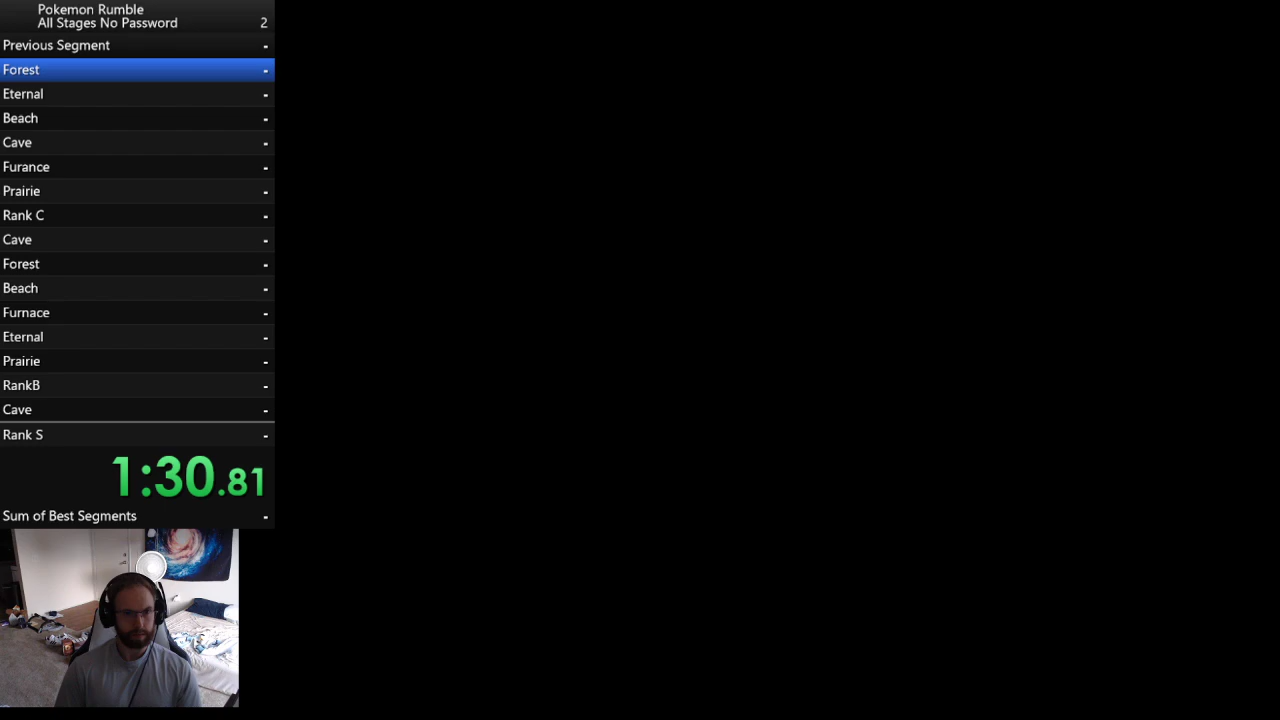 Pokemon Rumble
All Stages No Password 2
Previous Segment -
Forest -
Eternal -
Beach -
Cave -
Furance -
Prairie -
Rank C -
Cave -
Forest -
Beach -
Furnace -
Eternal -
Prairie -
RankB -
Cave -
Rank S -
1:30.81
Sum of Best Segments -